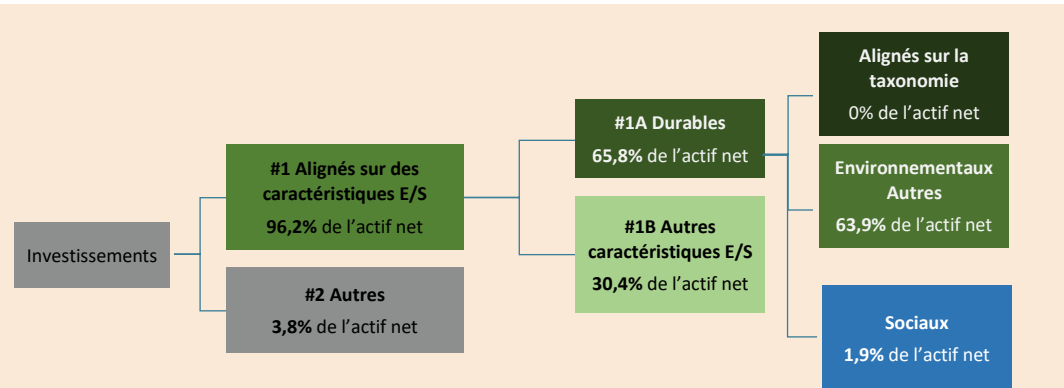 Investissements
#1 Alignés sur des
caractéristiques E/S
96,2% de l'actif net
#2 Autres
3,8% de l'actif net
#1A Durables
65,8% de l'actif net
#1B Autres
caractéristiques E/S
30,4% de l'actif net
Alignés sur la
taxonomie
0% de l'actif net
Environnementaux
Autres
63,9% de l'actif net
Sociaux
1,9% de l'actif net